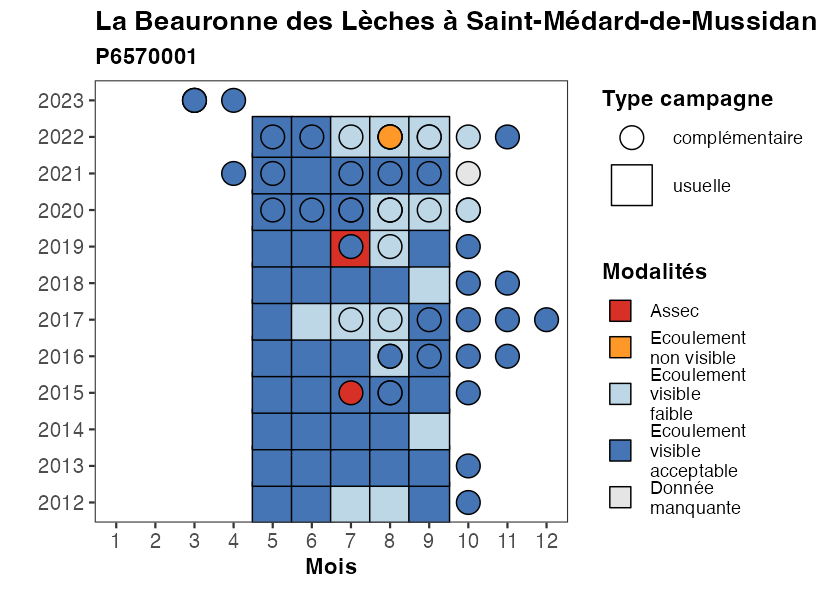 La Beauronne des Lèches à Saint-Médard-de-Mussidan
P6570001
2023
2022
2021
2020
2019
2018
2017
2016
2015
2014
2013
2012
1 2 3 4 5 6 7 8 9 10 11 12
Mois
Type campagne
complémentaire
usuelle
Modalités
Assec
Ecoulement
non visible
Ecoulement
visible
faible
Ecoulement
visible
acceptable
Donnée
manquante